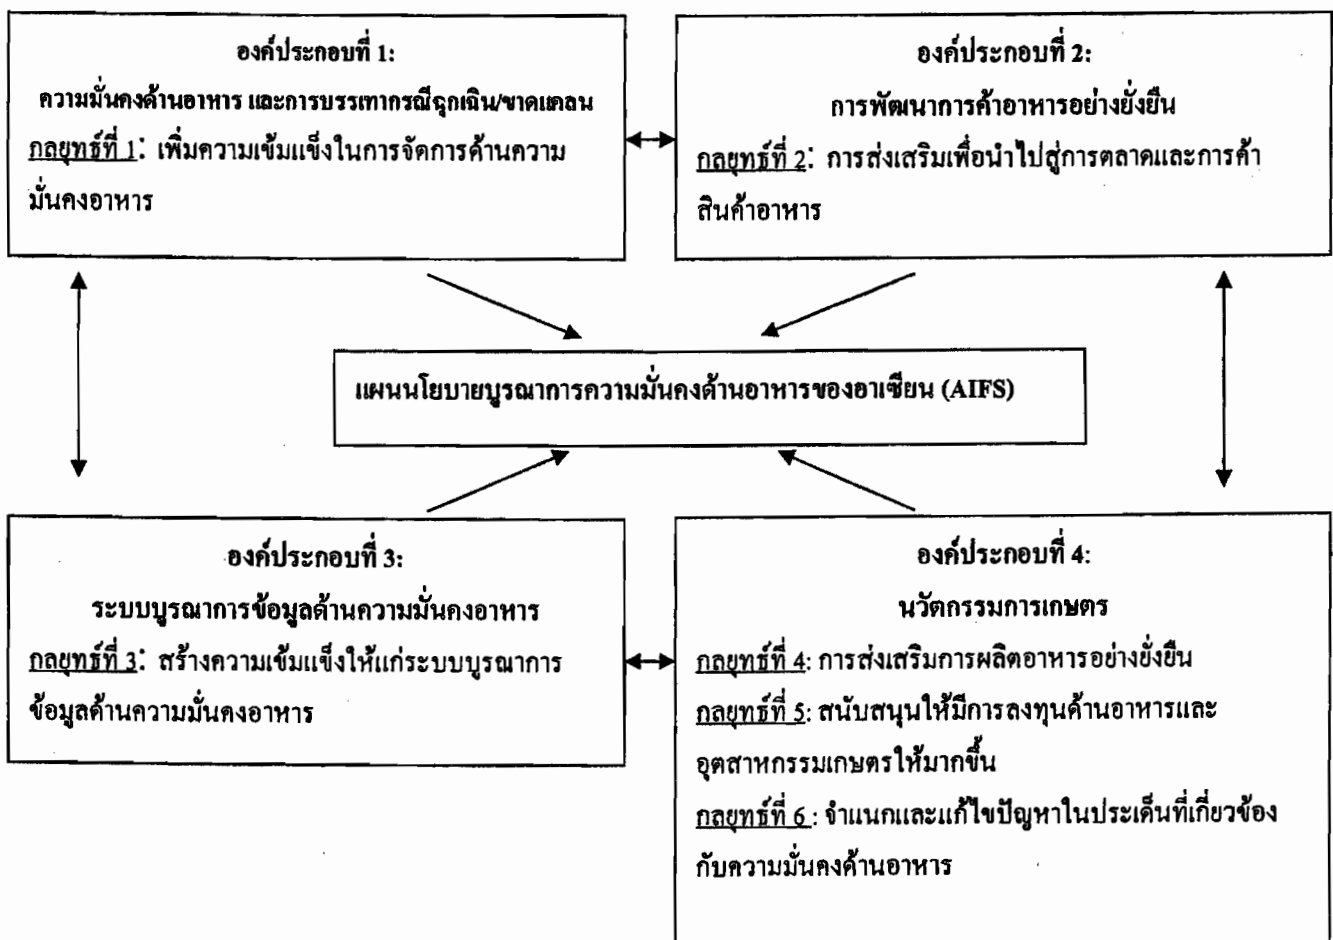 องค์ประกอบที่ 1:
ความมั่นคงด้านอาหาร และการบรรเทากรณีฉุกเฉิน/ขาดแคลน
กลยุทธ์ที่ 1: เพิ่มความเข้มแข็งในการจัดการด้านความ
มั่นคงอาหาร
องค์ประกอบที่ 2:
การพัฒนาการค้าอาหารอย่างยั่งยืน
กลยุทธ์ที่ 2: การส่งเสริมเพื่อนำไปสู่การตลาดและการค้า
สินค้าอาหาร
แผนนโยบายบูรณาการความมั่นคงด้านอาหารของอาเซียน (AIFS)
องค์ประกอบที่ 3:
ระบบบูรณาการข้อมูลด้านความมั่นคงอาหาร
กลยุทธ์ที่ 3: สร้างความเข้มแข็งให้แก่ระบบบูรณาการ
ข้อมูลด้านความมั่นคงอาหาร
องค์ประกอบที่ 4:
นวัตกรรมการเกษตร
กลยุทธ์ที่ 4: การส่งเสริมการผลิตอาหารอย่างยั่งยืน
กลยุทธ์ที่ 5: สนับสนุนให้มีการลงทุนด้านอาหารและ
อุตสาหกรรมเกษตรให้มากขึ้น
กลยุทธ์ที่ 6 : จำแนกและแก้ไขปัญหาในประเด็นที่เกี่ยวข้อง
กับความมั่นคงด้านอาหาร